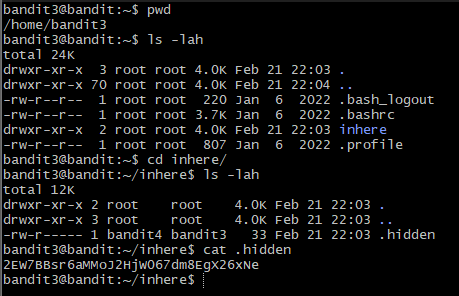 bandit3@bandit:~$ pwd
/home/bandit3
bandit3@bandit:~$ ls -lah
total 24K
drwxr-xr-x  3 root root 4.0K Feb 21 22:03 .
drwxr-xr-x 70 root root 4.0K Feb 21 22:04 ..
-rw-r--r--  1 root root  220 Jan  6  2022 .bash_logout
-rw-r--r--  1 root root 3.7K Jan  6  2022 .bashrc
drwxr-xr-x  2 root root 4.0K Feb 21 22:03 inhere
-rw-r--r--  1 root root  807 Jan  6  2022 .profile
bandit3@bandit:~$ cd inhere/
bandit3@bandit:~/inhere$ ls -lah
total 12K
drwxr-xr-x 2 root    root    4.0K Feb 21 22:03 .
drwxr-xr-x 3 root    root    4.0K Feb 21 22:03 ..
-rw-r----- 1 bandit4 bandit3   33 Feb 21 22:03 .hidden
bandit3@bandit:~/inhere$ cat .hidden
2EW7BBsr6aMMoJ2HjW067dm8EgX26xNe
bandit3@bandit:~/inhere$